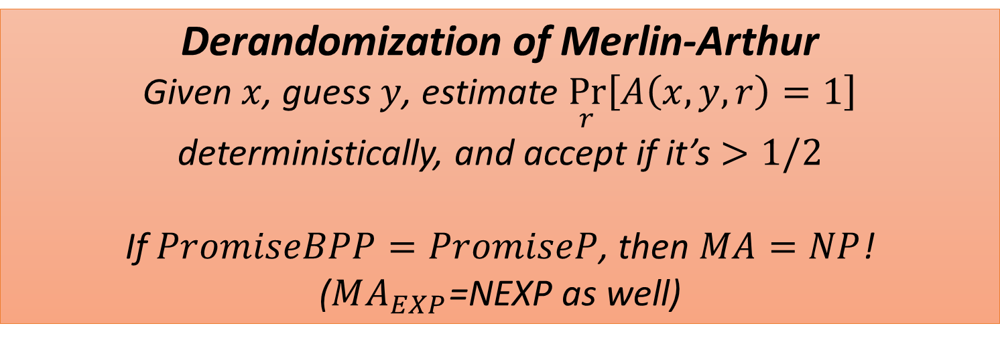 Derandomization of Merlin-Arthur
Given x, guess y, estimate Pr_r[A(x, y, r) = 1]
deterministically, and accept if it’s > 1/2
If PromiseBPP = PromiseP, then MA = NP!
(MA_{EXP}=NEXP as well)